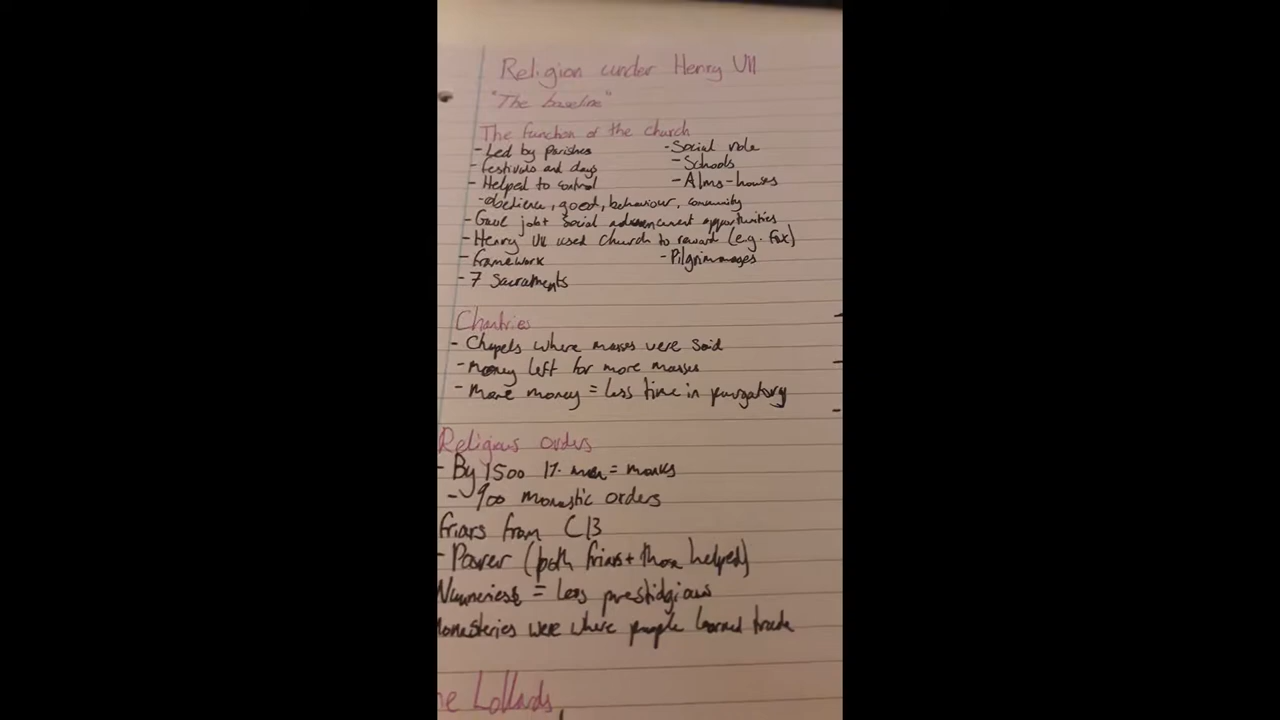 Religion under Henry VII
"The baseline"
The function of the church
- Led by parishes
- Social role
- festivals and days
- Schools
- Helped to control
- Alms-houses
- obedience, good, behaviour, community
- Gave job+ social advancement opportunities
- Henry VII used church to reward (e.g. Fox)
- framework
- Pilgrimages
- 7 Sacraments
Chantries
- Chapels where masses were said
- money left for more masses
- More money = less time in purgatory
Religious orders
- By 1500 1% men = monks
- 900 monastic orders
friars from C13
- Power (both friars+ those helped)
Nunneries = less prestidgious
Monasteries were where people learned trade
Lollards